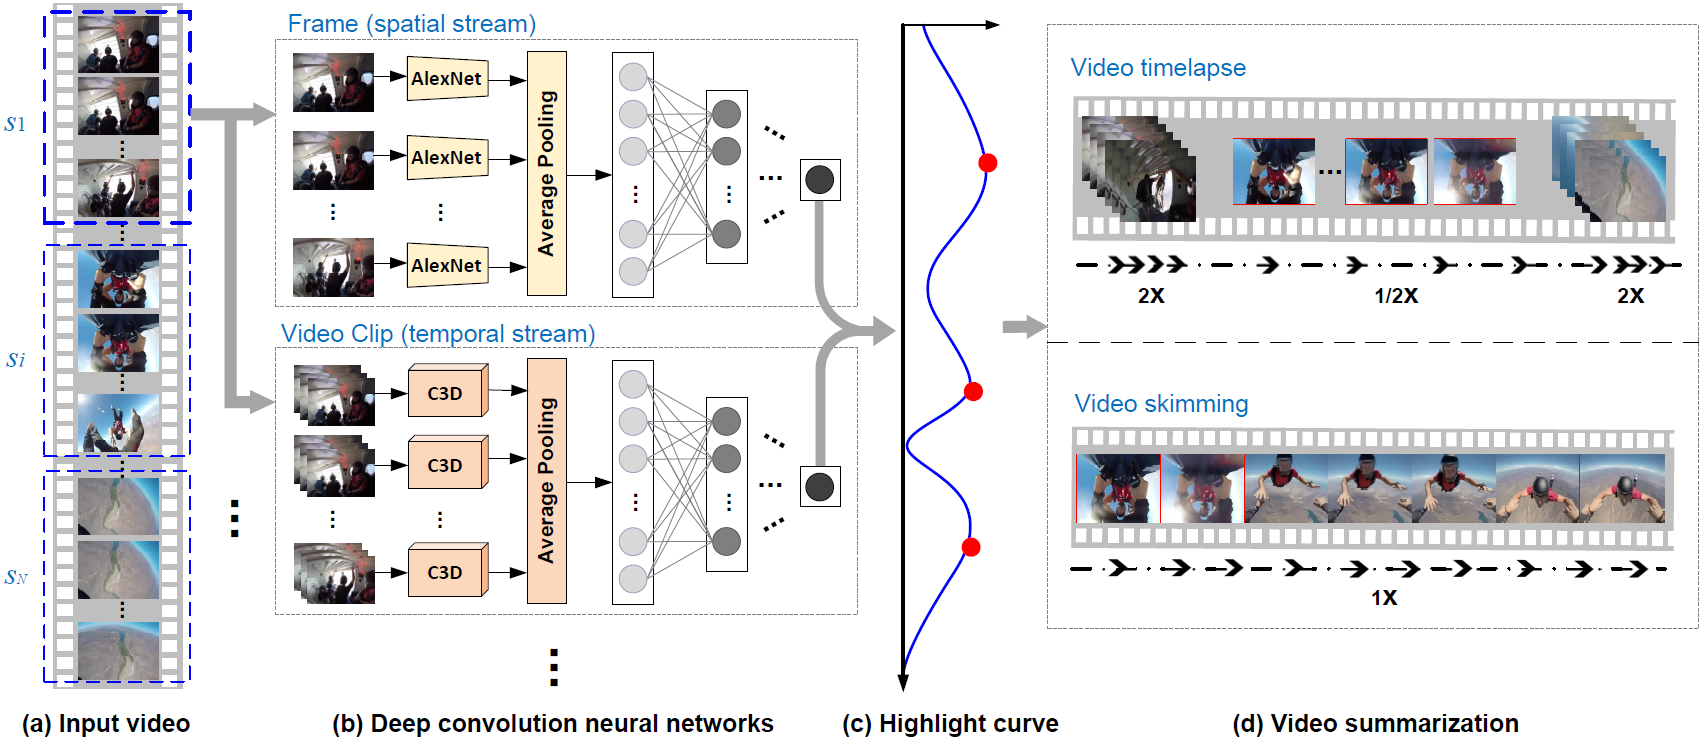 S1
Si
SN
(a) Input video
Frame (spatial stream)
AlexNet
AlexNet
AlexNet
Average Pooling
Video Clip (temporal stream)
C3D
C3D
C3D
Average Pooling
(b) Deep convolution neural networks
(c) Highlight curve
Video timelapse
2X
1/2X
2X
Video skimming
1X
(d) Video summarization